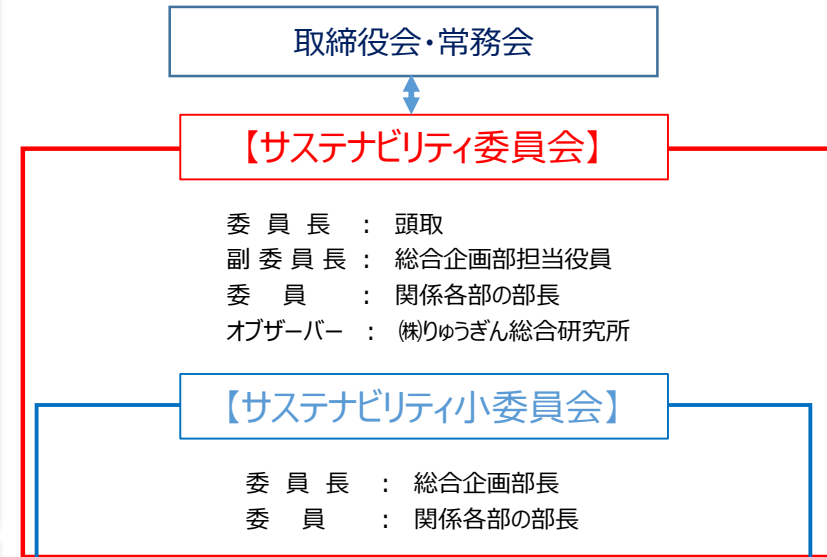 取締役会・常務会
【サステナビリティ委員会】
委 員 長 : 頭取
副 委 員 長 : 総合企画部担当役員
委 員 : 関係各部の部長
オブザーバー : ㈱りゅうぎん総合研究所
【サステナビリティ小委員会】
委 員 長 : 総合企画部長
委 員 : 関係各部の部長